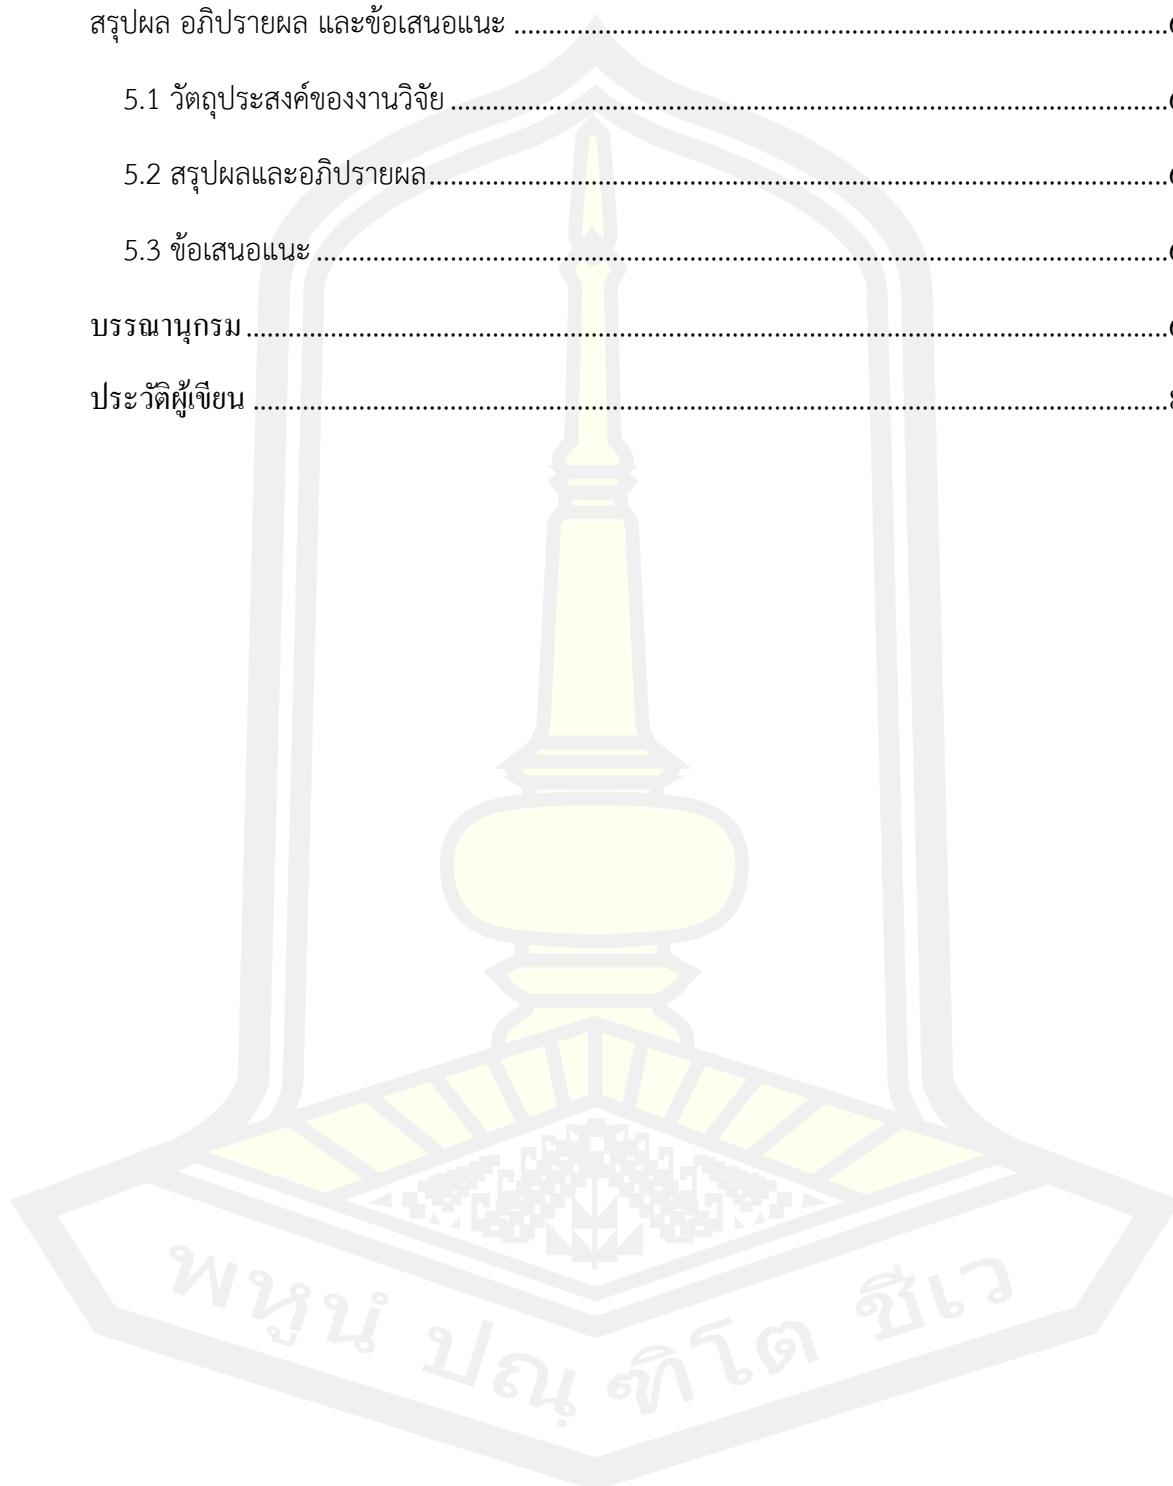 สรุปผล อภิปรายผล และข้อเสนอแนะ ........................................................................
5.1 วัตถุประสงค์ของงานวิจัย ........................................................................
5.2 สรุปผลและอภิปรายผล ........................................................................
5.3 ข้อเสนอแนะ ........................................................................
บรรณานุกรม ........................................................................
ประวัติผู้เขียน ........................................................................
พหูนํ ปณฺฑิโต ชีเว